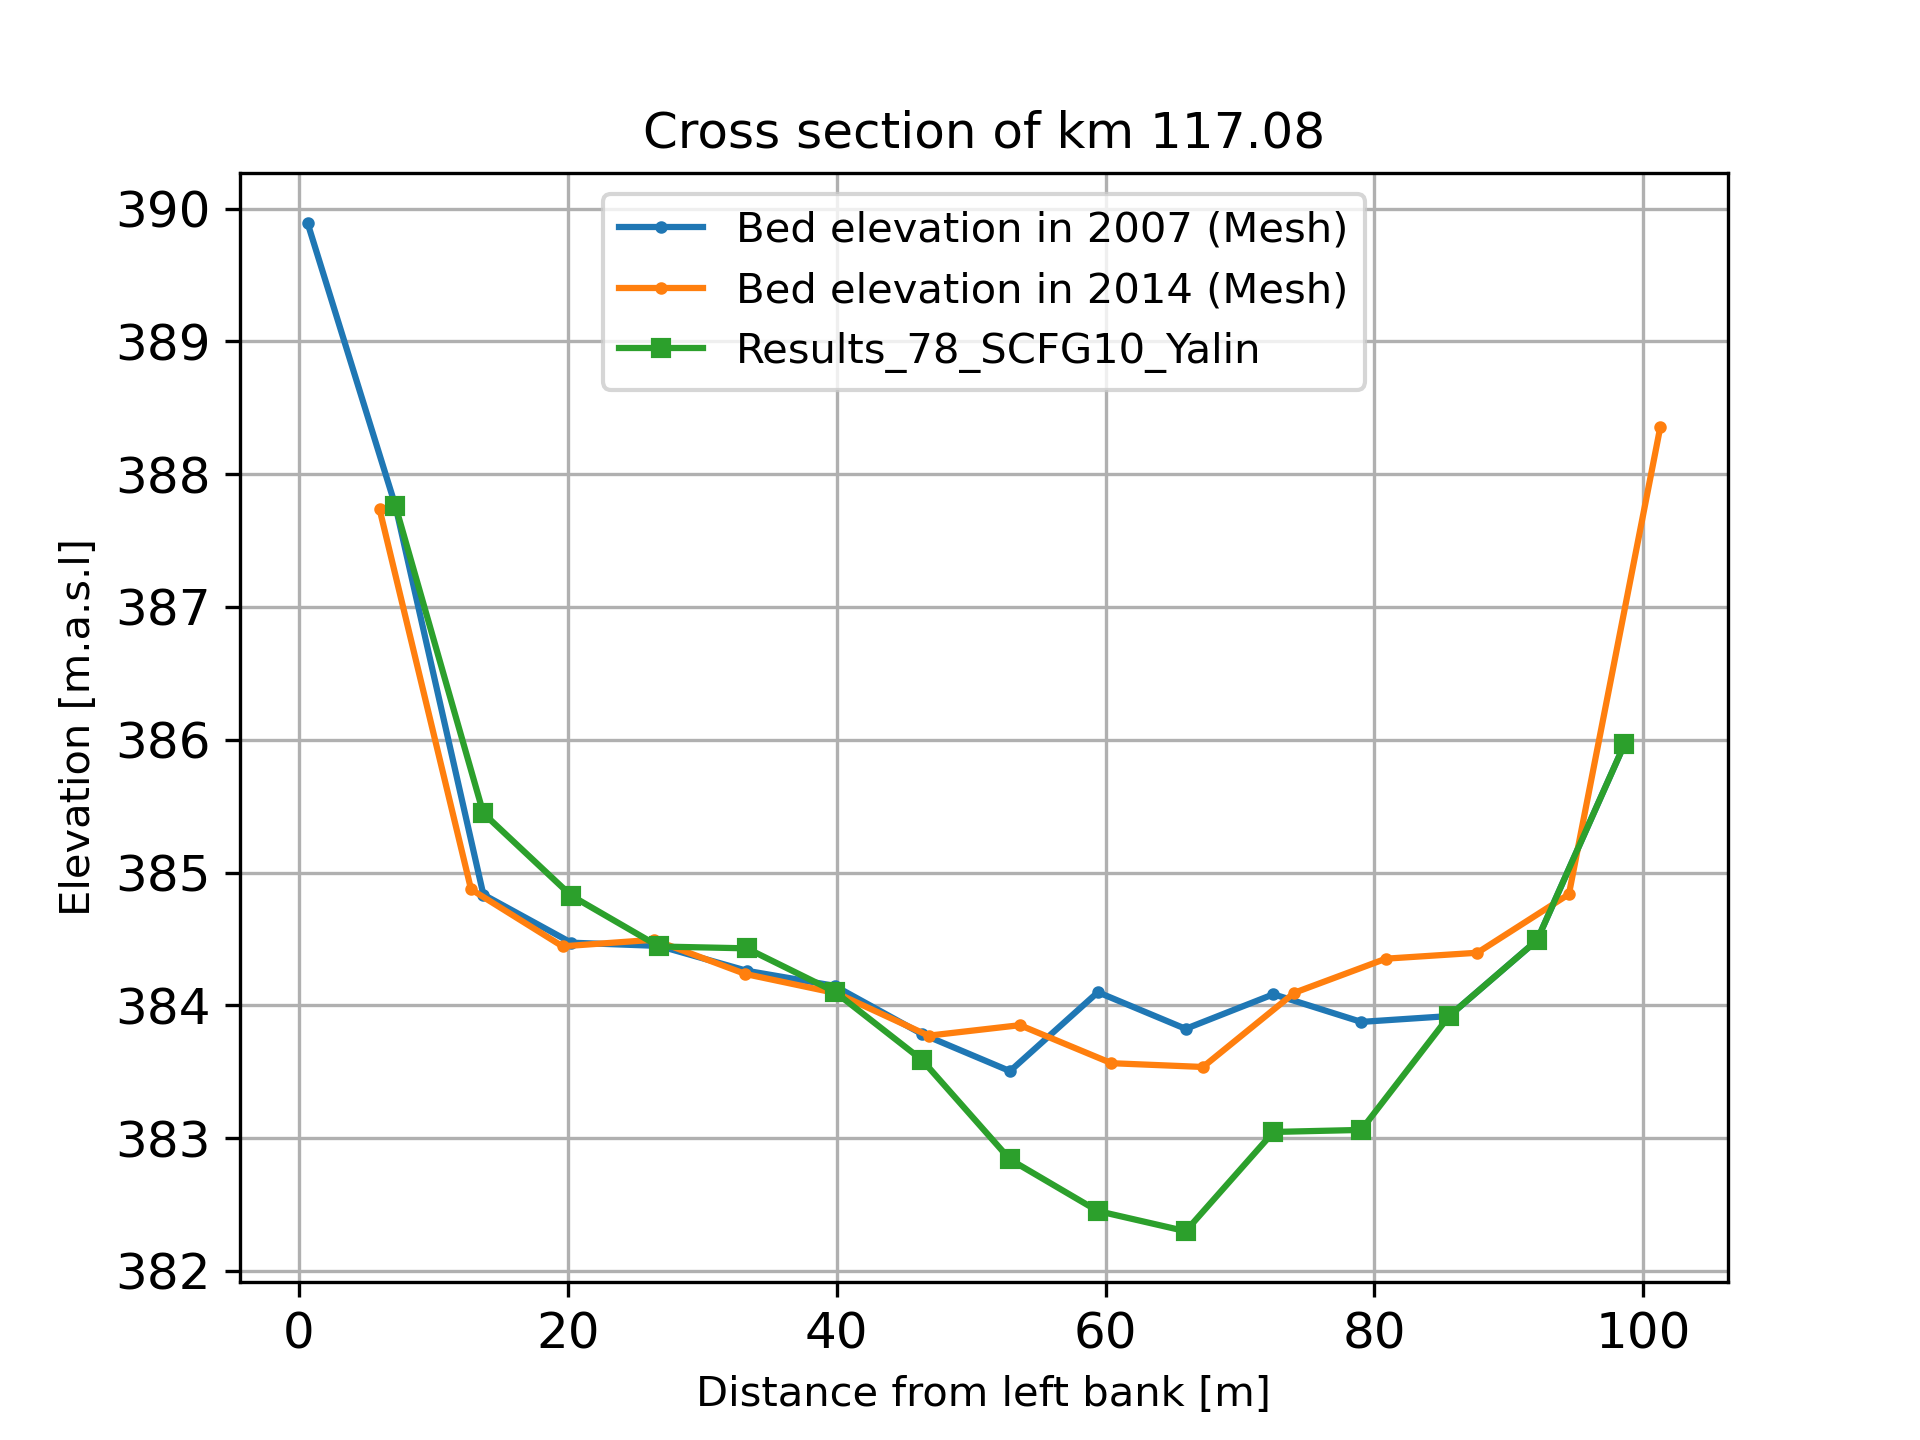 Cross section of km 117.08
Bed elevation in 2007 (Mesh)
Bed elevation in 2014 (Mesh)
Results_78_SCFG10_Yalin
Elevation [m.a.s.l]
390
389
388
387
386
385
384
383
382
0 20 40 60 80 100
Distance from left bank [m]